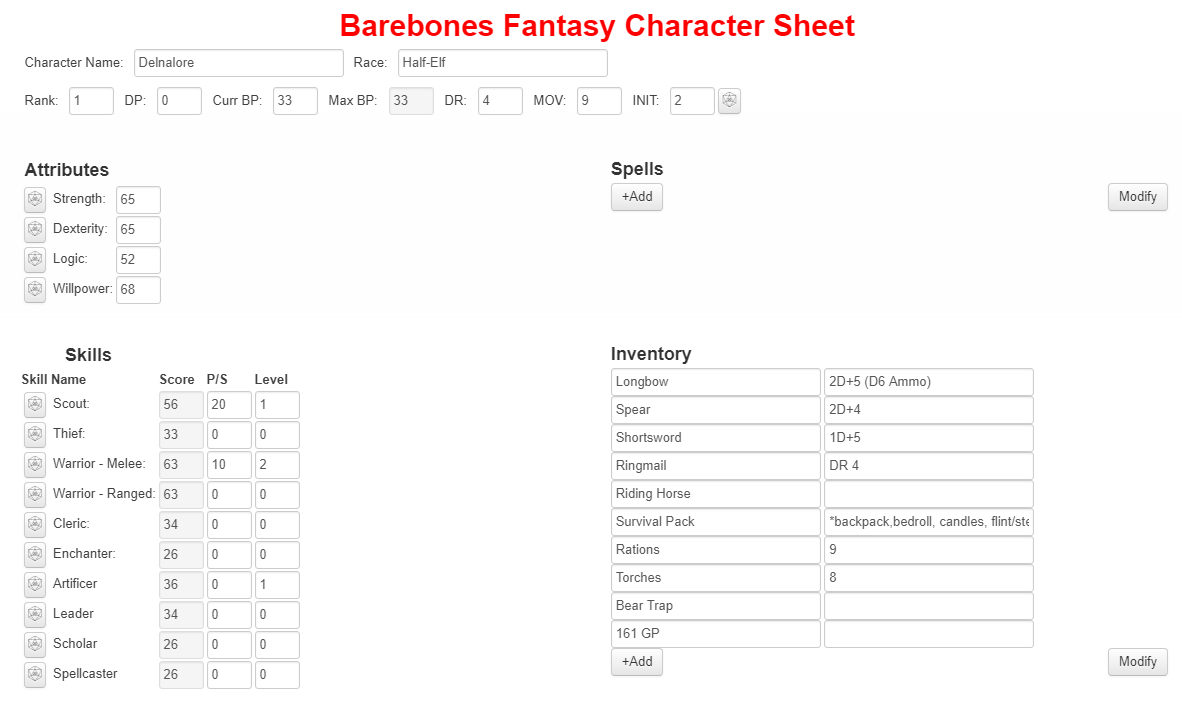 Barebones Fantasy Character Sheet
Character Name: Delnalore Race: Half-Elf
Rank: 1 DP: 0 Curr BP: 33 Max BP: 33 DR: 4 MOV: 9 INIT: 2
Attributes
Strength: 65
Dexterity: 65
Logic: 52
Willpower: 68
Spells
+Add Modify
Skills
Skill Name Score P/S Level
Scout: 56 20 1
Thief: 33 0 0
Warrior - Melee: 63 10 2
Warrior - Ranged: 63 0 0
Cleric: 34 0 0
Enchanter: 26 0 0
Artificer 36 0 1
Leader 34 0 0
Scholar 26 0 0
Spellcaster 26 0 0
Inventory
Longbow 2D+5 (D6 Ammo)
Spear 2D+4
Shortsword 1D+5
Ringmail DR 4
Riding Horse
Survival Pack *backpack,bedroll, candles, flint/ste
Rations 9
Torches 8
Bear Trap
161 GP
+Add Modify